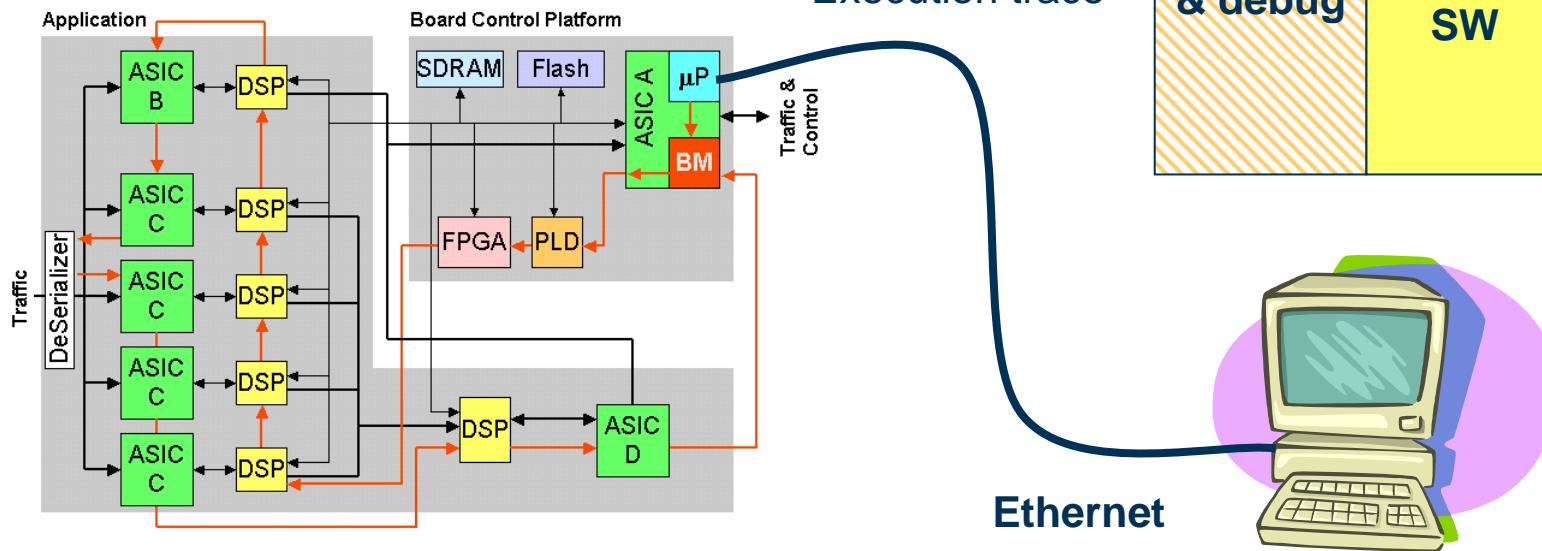 Execution trace
& debug
SW
Application
Board Control Platform
ASIC
B
DSP
SDRAM
Flash
ASIC A
µP
BM
Traffic &
Control
ASIC
C
DSP
FPGA
PLD
Traffic
DeSerializer
ASIC
C
DSP
ASIC
C
DSP
ASIC
C
DSP
DSP
ASIC
D
Ethernet